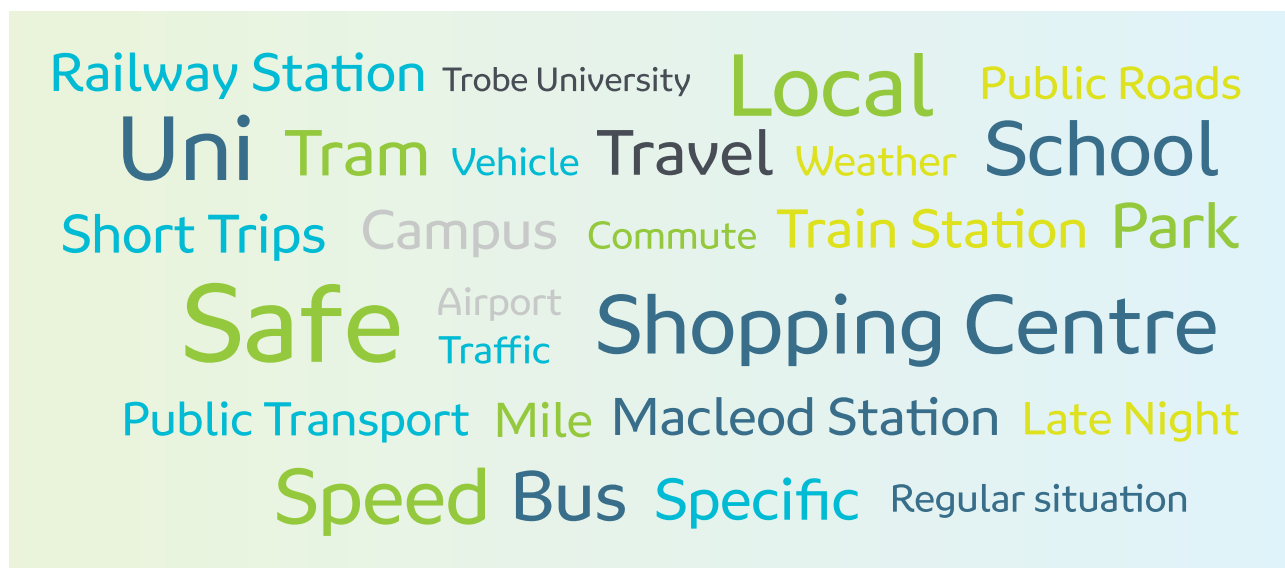 Railway Station Trobe University Local Public Roads
Uni Tram Vehicle Travel Weather School
Short Trips Campus Commute Train Station Park
Safe Airport Shopping Centre
Traffic
Public Transport Mile Macleod Station Late Night
Speed Bus Specific Regular situation